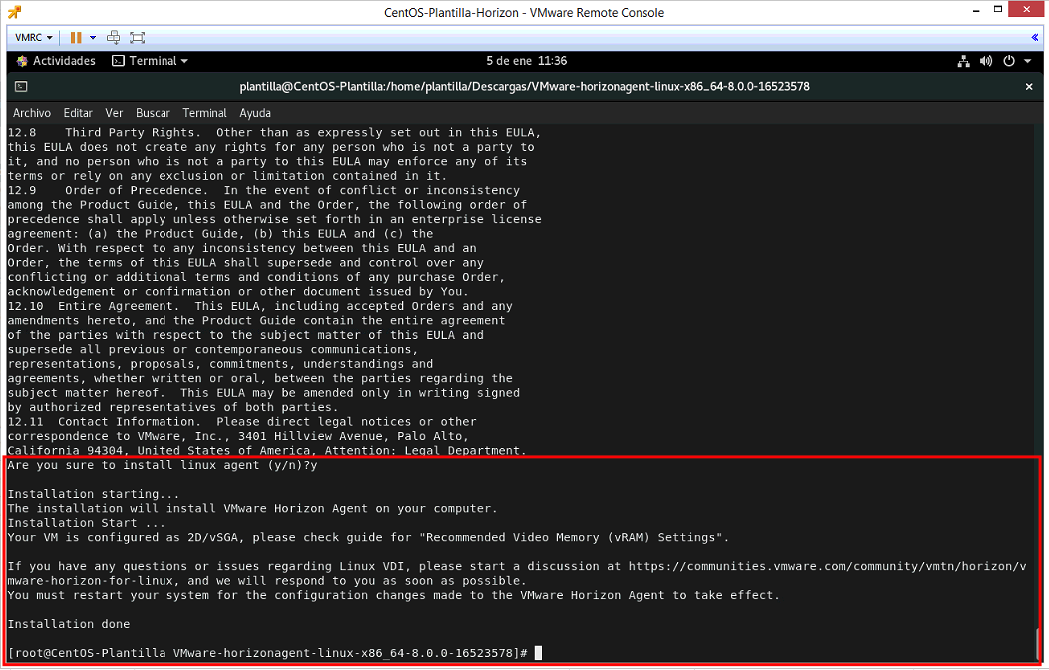 CentOS-Plantilla-Horizon - VMware Remote Console
VMRC
Actividades Terminal 5 de ene 11:36
plantilla@CentOS-Plantilla:/home/plantilla/Descargas/VMware-horizonagent-linux-x86_64-8.0.0-16523578
Archivo Editar Ver Buscar Terminal Ayuda
12.8    Third Party Rights.  Other than as expressly set out in this EULA,
this EULA does not create any rights for any person who is not a party to
it, and no person who is not a party to this EULA may enforce any of its
terms or rely on any exclusion or limitation contained in it.
12.9    Order of Precedence.  In the event of conflict or inconsistency
among the Product Guide, this EULA and the Order, the following order of
precedence shall apply unless otherwise set forth in an enterprise license
agreement: (a) the Product Guide, (b) this EULA and (c) the
Order. With respect to any inconsistency between this EULA and an
Order, the terms of this EULA shall supersede and control over any
conflicting or additional terms and conditions of any purchase Order,
acknowledgement or confirmation or other document issued by You.
12.10  Entire Agreement.  This EULA, including accepted Orders and any
amendments hereto, and the Product Guide contain the entire agreement
of the parties with respect to the subject matter of this EULA and
supersede all previous or contemporaneous communications,
representations, proposals, commitments, understandings and
agreements, whether written or oral, between the parties regarding the
subject matter hereof.  This EULA may be amended only in writing signed
by authorized representatives of both parties.
12.11  Contact Information.  Please direct legal notices or other
correspondence to VMware, Inc., 3401 Hillview Avenue, Palo Alto,
California 94304, United States of America, Attention: Legal Department.
Are you sure to install linux agent (y/n)?y
Installation starting...
The installation will install VMware Horizon Agent on your computer.
Installation Start ...
Your VM is configured as 2D/vSGA, please check guide for "Recommended Video Memory (vRAM) Settings".
If you have any questions or issues regarding Linux VDI, please start a discussion at https://communities.vmware.com/community/vmtn/horizon/v
mware-horizon-for-linux, and we will respond to you as soon as possible.
You must restart your system for the configuration changes made to the VMware Horizon Agent to take effect.
Installation done
[root@CentOS-Plantilla VMware-horizonagent-linux-x86_64-8.0.0-16523578]#